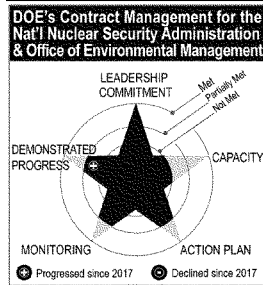 DOE's Contract Management for the
Nat'l Nuclear Security Administration
& Office of Environmental Management
LEADERSHIP
COMMITMENT
Met
Partially Met
Not Met
DEMONSTRATED
PROGRESS
CAPACITY
MONITORING
ACTION PLAN
Progressed since 2017
Declined since 2017